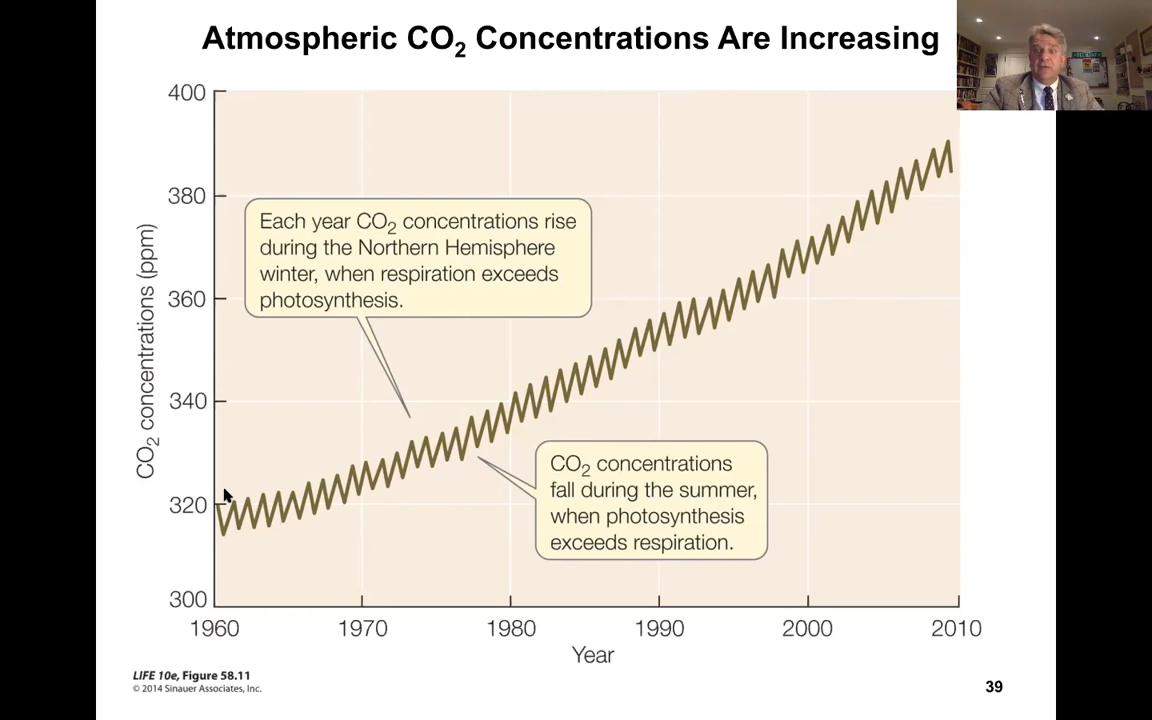 Atmospheric CO₂ Concentrations Are Increasing
400
380
360
340
320
300
CO₂ concentrations (ppm)
Each year CO₂ concentrations rise
during the Northern Hemisphere
winter, when respiration exceeds
photosynthesis.
CO₂ concentrations
fall during the summer,
when photosynthesis
exceeds respiration.
1960
1970
1980
1990
2000
2010
Year
LIFE 10e, Figure 58.11
© 2014 Sinauer Associates, Inc.
39